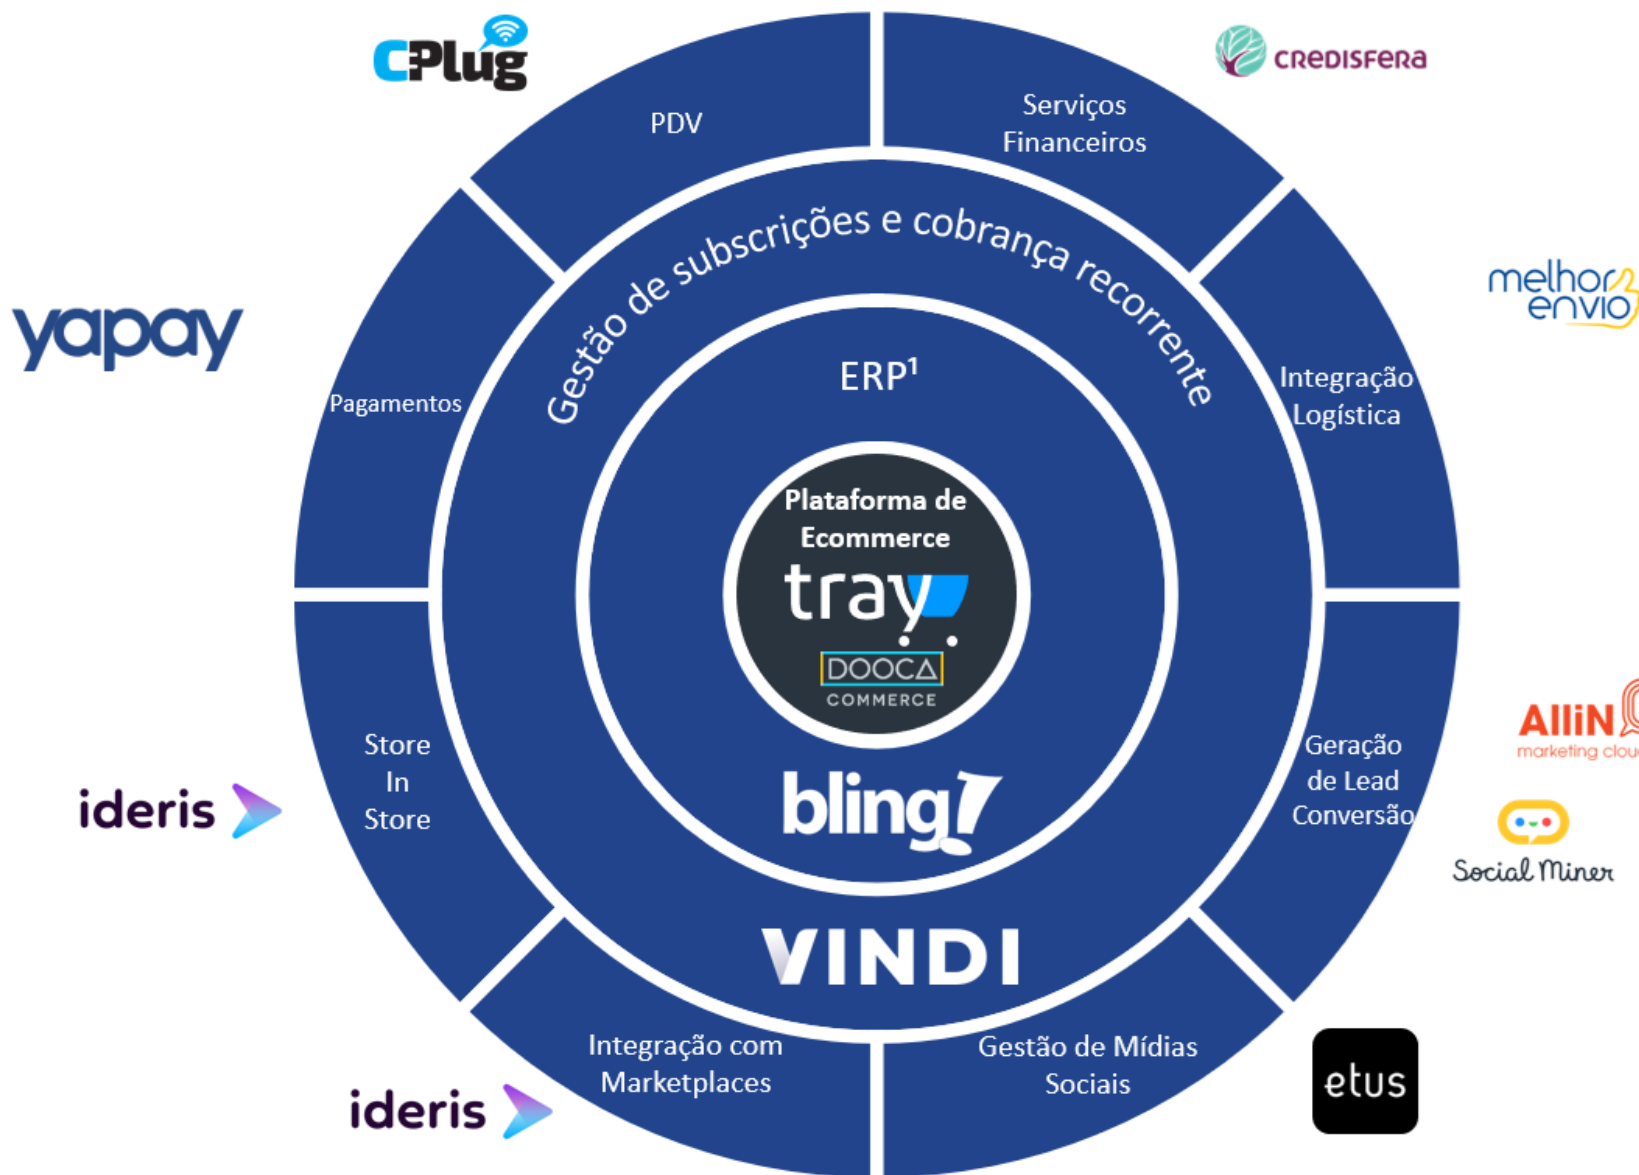 CPlug
CREDISFERA
PDV
Serviços
Financeiros
Gestão de subscrições e cobrança recorrente
melhor
envio
yapay
ERP¹
Pagamentos
Integração
Logística
Plataforma de
Ecommerce
tray
DOOCA
COMMERCE
Store
In
Store
ideris
Geração
de Lead
Conversão
AlliN
marketing cloud
Social Miner
bling!
VINDI
Integração com
Marketplaces
ideris
Gestão de Mídias
Sociais
etus